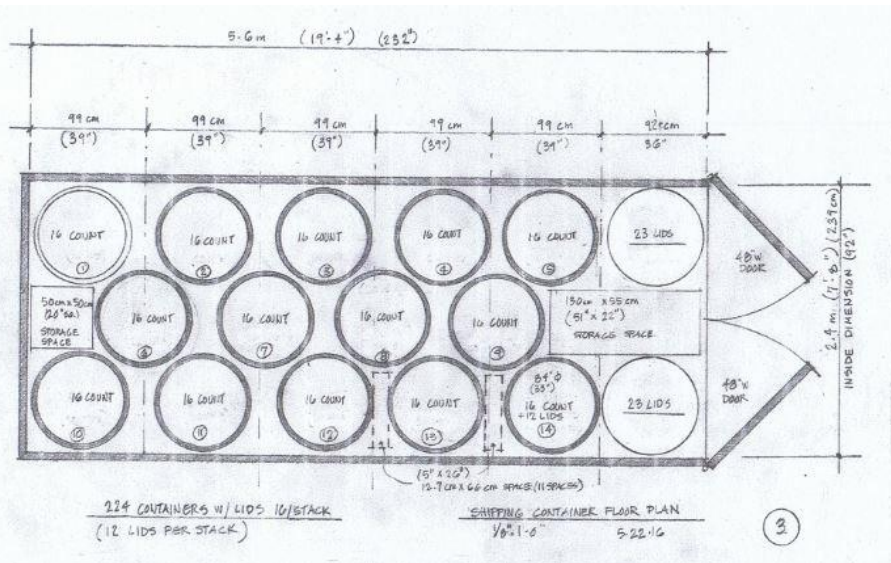 5.6 m (19'-4") (232")
99 cm 99 cm 99 cm 99 cm 99 cm 92 cm
(39") (39") (39") (39") (39") 36"
16 COUNT 16 COUNT 16 COUNT 16 COUNT 16 COUNT 23 LIDS
1 2 3 4 5
48"W
DOOR
50cm x 50cm
(20" SQ.)
STORAGE
SPACE
16 COUNT 16 COUNT 16 COUNT 16 COUNT
6 7 8 9
130cm x 55cm
(51" x 22")
STORAGE SPACE
2.4 m. (7'-8") (239cm)
INSIDE DIMENSION (92")
84"φ
(33")
16 COUNT 16 COUNT 16 COUNT 16 COUNT 16 COUNT 23 LIDS
+12 LIDS
10 11 12 13 14
48"W
DOOR
(5" x 26")
12.7cm x 66 cm SPACE (11 SPACES)
224 CONTAINERS W/ LIDS 16/STACK
(12 LIDS PER STACK)
SHIPPING CONTAINER FLOOR PLAN
1/8"=1'-0" 5-22-16
3